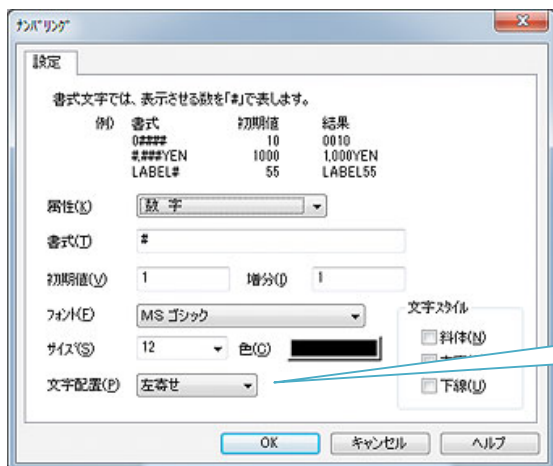 ナンバリング
設定
書式文字では、表示させる数を「#」で表します。
例) 書式 初期値 結果
0#### 10 0010
#,###YEN 1000 1,000YEN
LABEL# 55 LABEL55
属性(K) 数 字
書式(T) #
初期値(V) 1 増分(I) 1
フォント(F) MS ゴシック 文字スタイル
サイズ(S) 12 色(C) 斜体(N)
文字配置(P) 左寄せ 下線(U)
OK キャンセル ヘルプ